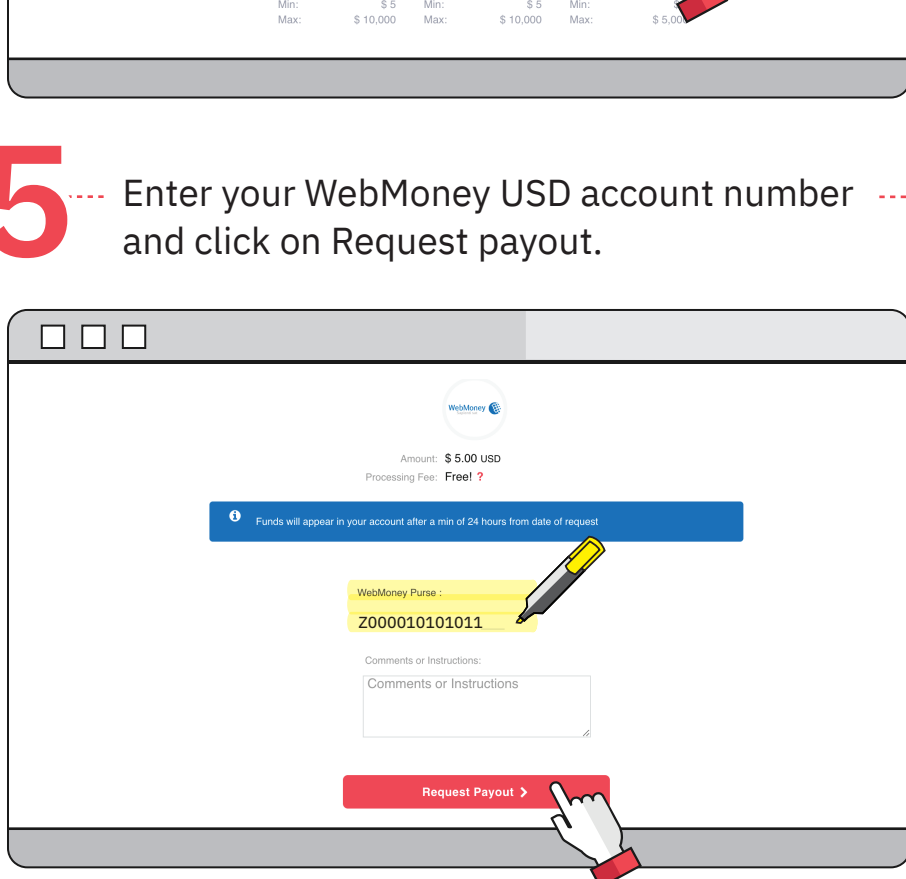 Min: $ 5 Min: $ 5 Min:
Max: $ 10,000 Max: $ 10,000 Max: $ 5,00
5
Enter your WebMoney USD account number
and click on Request payout.
WebMoney
Amount: $ 5.00 USD
Processing Fee: Free! ?
Funds will appear in your account after a min of 24 hours from date of request
WebMoney Purse :
Z000010101011
Comments or Instructions:
Comments or Instructions
Request Payout